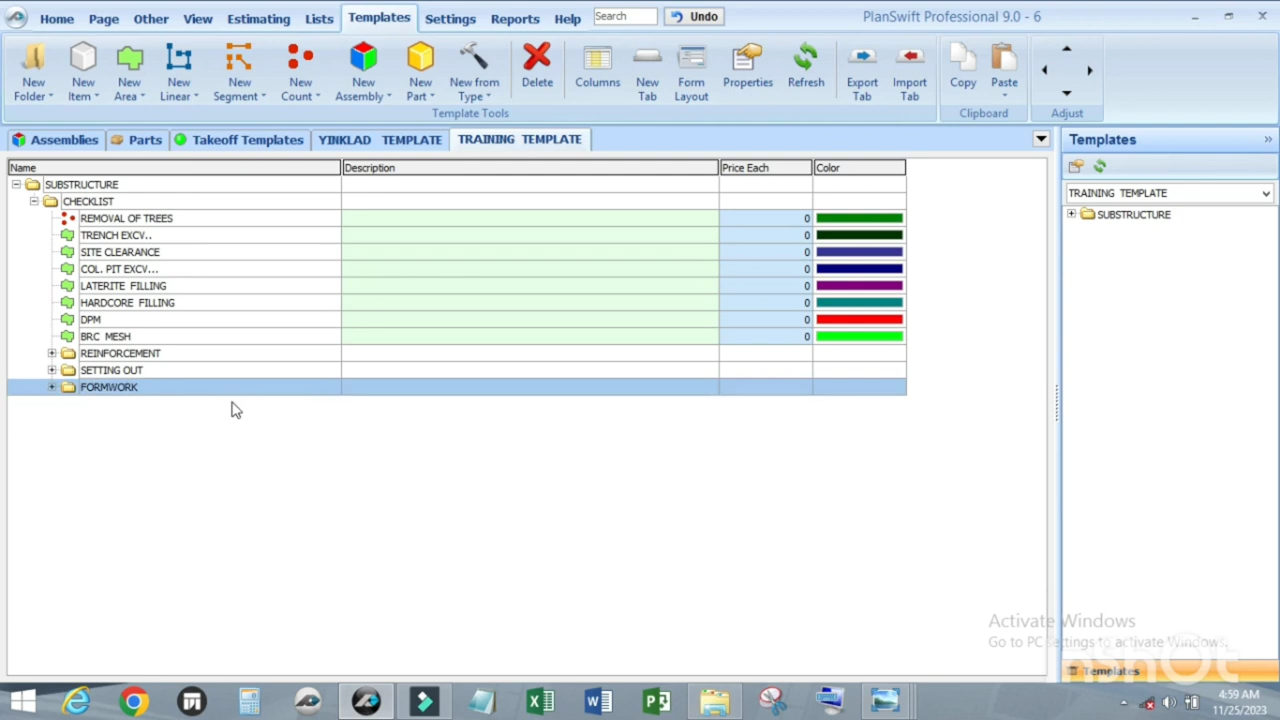 Home Page Other View Estimating Lists Templates Settings Reports Help Search Undo PlanSwift Professional 9.0 - 6
New Folder New Item New Area New Linear New Segment New Count New Assembly New Part New from Type Delete Columns New Tab Form Layout Properties Refresh Export Tab Import Tab Copy Paste
Template Tools Clipboard Adjust
Assemblies Parts Takeoff Templates YINKLAD TEMPLATE TRAINING TEMPLATE Templates
Name Description Price Each Color
SUBSTRUCTURE TRAINING TEMPLATE
CHECKLIST SUBSTRUCTURE
REMOVAL OF TREES 0
TRENCH EXCV.. 0
SITE CLEARANCE 0
COL. PIT EXCV... 0
LATERITE FILLING 0
HARDCORE FILLING 0
DPM 0
BRC MESH 0
REINFORCEMENT
SETTING OUT
FORMWORK
Activate Windows
Go to PC settings to activate Windows.
Templates
4:59 AM
11/25/2023